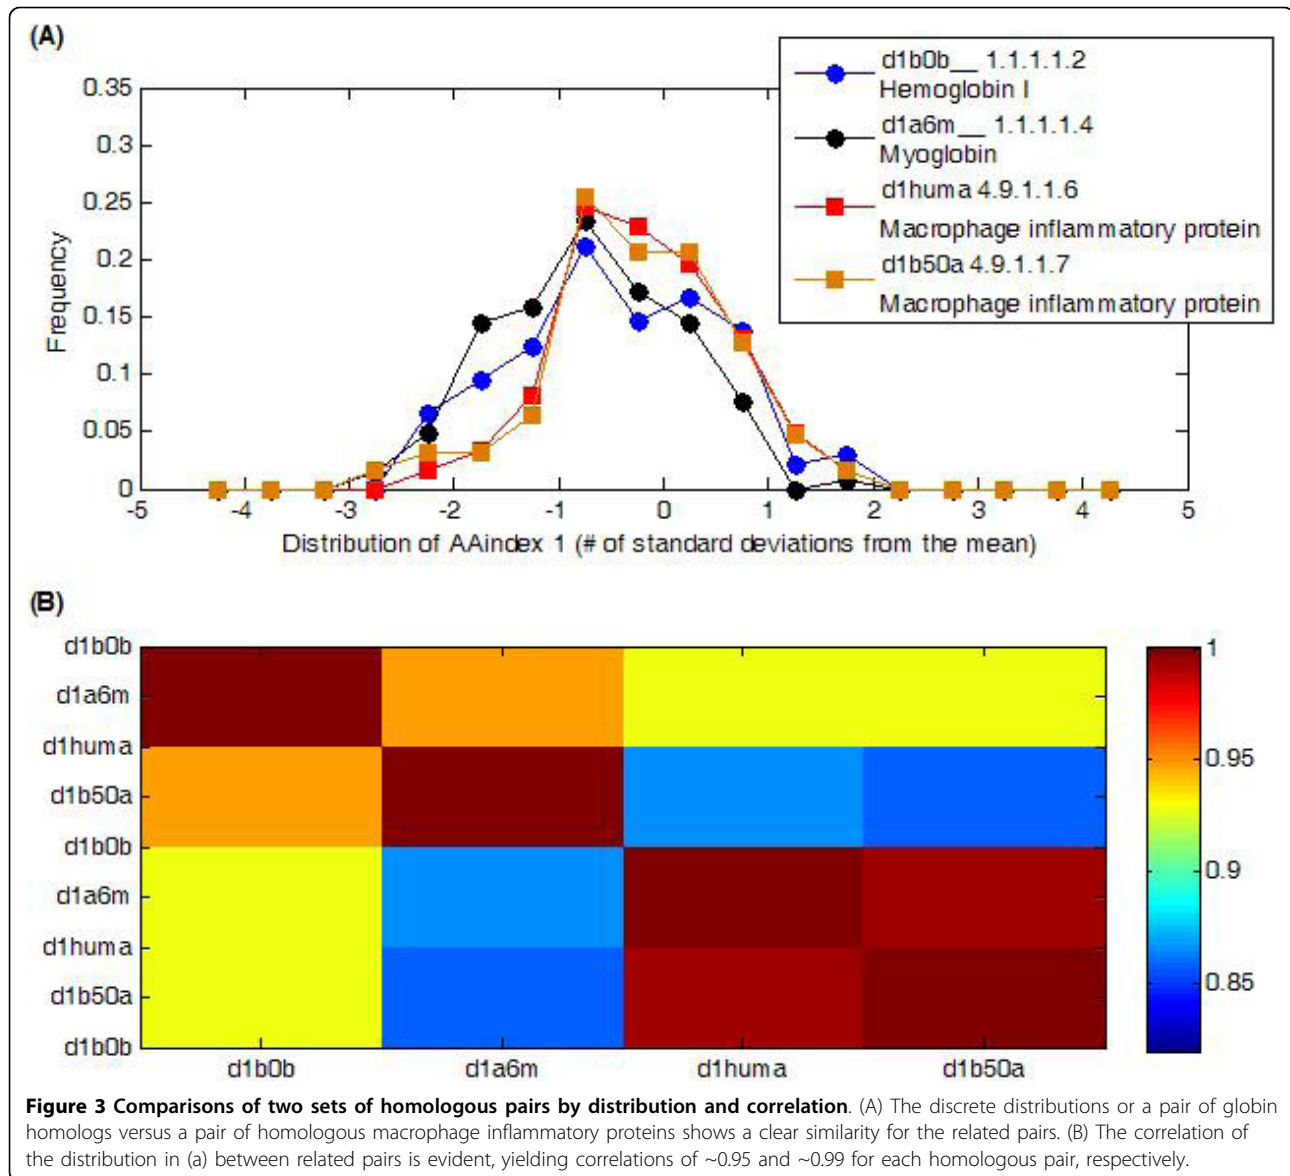 (A)
d1b0b__ 1.1.1.1.2
Hemoglobin I
d1a6m__ 1.1.1.1.4
Myoglobin
d1huma 4.9.1.1.6
Macrophage inflammatory protein
d1b50a 4.9.1.1.7
Macrophage inflammatory protein
0.35
0.3
0.25
0.2
0.15
0.1
0.05
0
Frequency
-5 -4 -3 -2 -1 0 1 2 3 4 5
Distribution of AAindex 1 (# of standard deviations from the mean)
(B)
d1b0b
d1a6m
d1huma
d1b50a
d1b0b
d1a6m
d1huma
d1b50a
d1b0b
d1b0b d1a6m d1huma d1b50a
1
0.95
0.9
0.85
Figure 3 Comparisons of two sets of homologous pairs by distribution and correlation. (A) The discrete distributions or a pair of globin
homologs versus a pair of homologous macrophage inflammatory proteins shows a clear similarity for the related pairs. (B) The correlation of
the distribution in (a) between related pairs is evident, yielding correlations of ~0.95 and ~0.99 for each homologous pair, respectively.